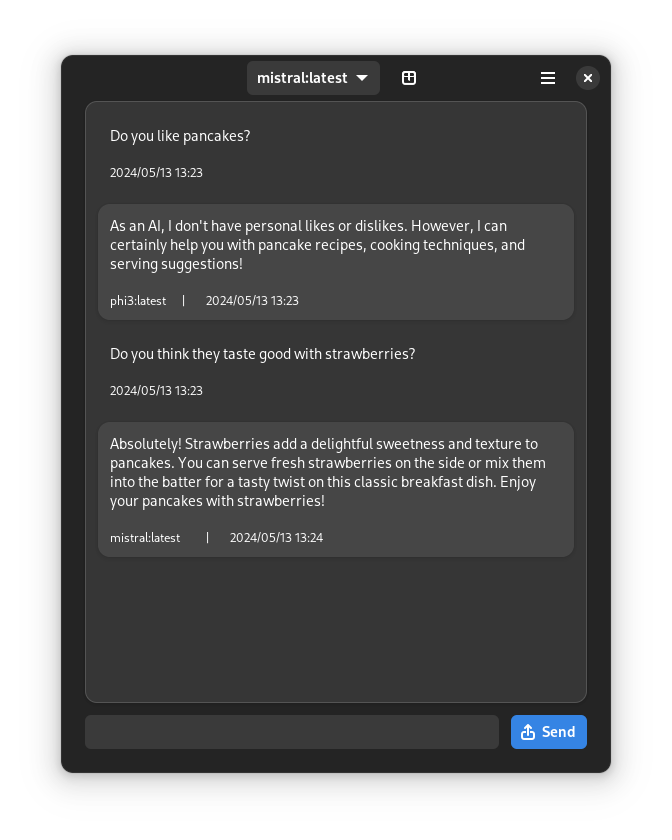 mistral:latest
Do you like pancakes?
2024/05/13 13:23
As an AI, I don't have personal likes or dislikes. However, I can
certainly help you with pancake recipes, cooking techniques, and
serving suggestions!
phi3:latest | 2024/05/13 13:23
Do you think they taste good with strawberries?
2024/05/13 13:23
Absolutely! Strawberries add a delightful sweetness and texture to
pancakes. You can serve fresh strawberries on the side or mix them
into the batter for a tasty twist on this classic breakfast dish. Enjoy
your pancakes with strawberries!
mistral:latest | 2024/05/13 13:24
Send